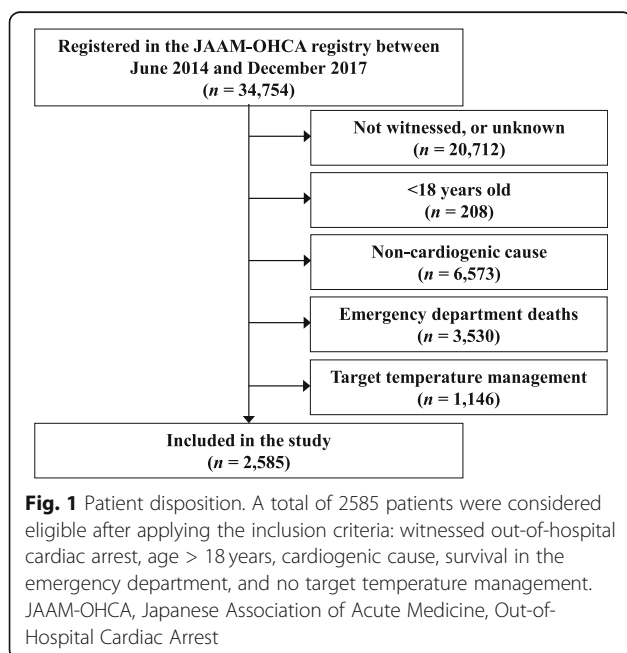 Registered in the JAAM-OHCA registry between
June 2014 and December 2017
(n = 34,754)
Not witnessed, or unknown
(n = 20,712)
<18 years old
(n = 208)
Non-cardiogenic cause
(n = 6,573)
Emergency department deaths
(n = 3,530)
Target temperature management
(n = 1,146)
Included in the study
(n = 2,585)
Fig. 1 Patient disposition. A total of 2585 patients were considered
eligible after applying the inclusion criteria: witnessed out-of-hospital
cardiac arrest, age > 18 years, cardiogenic cause, survival in the
emergency department, and no target temperature management.
JAAM-OHCA, Japanese Association of Acute Medicine, Out-of-
Hospital Cardiac Arrest